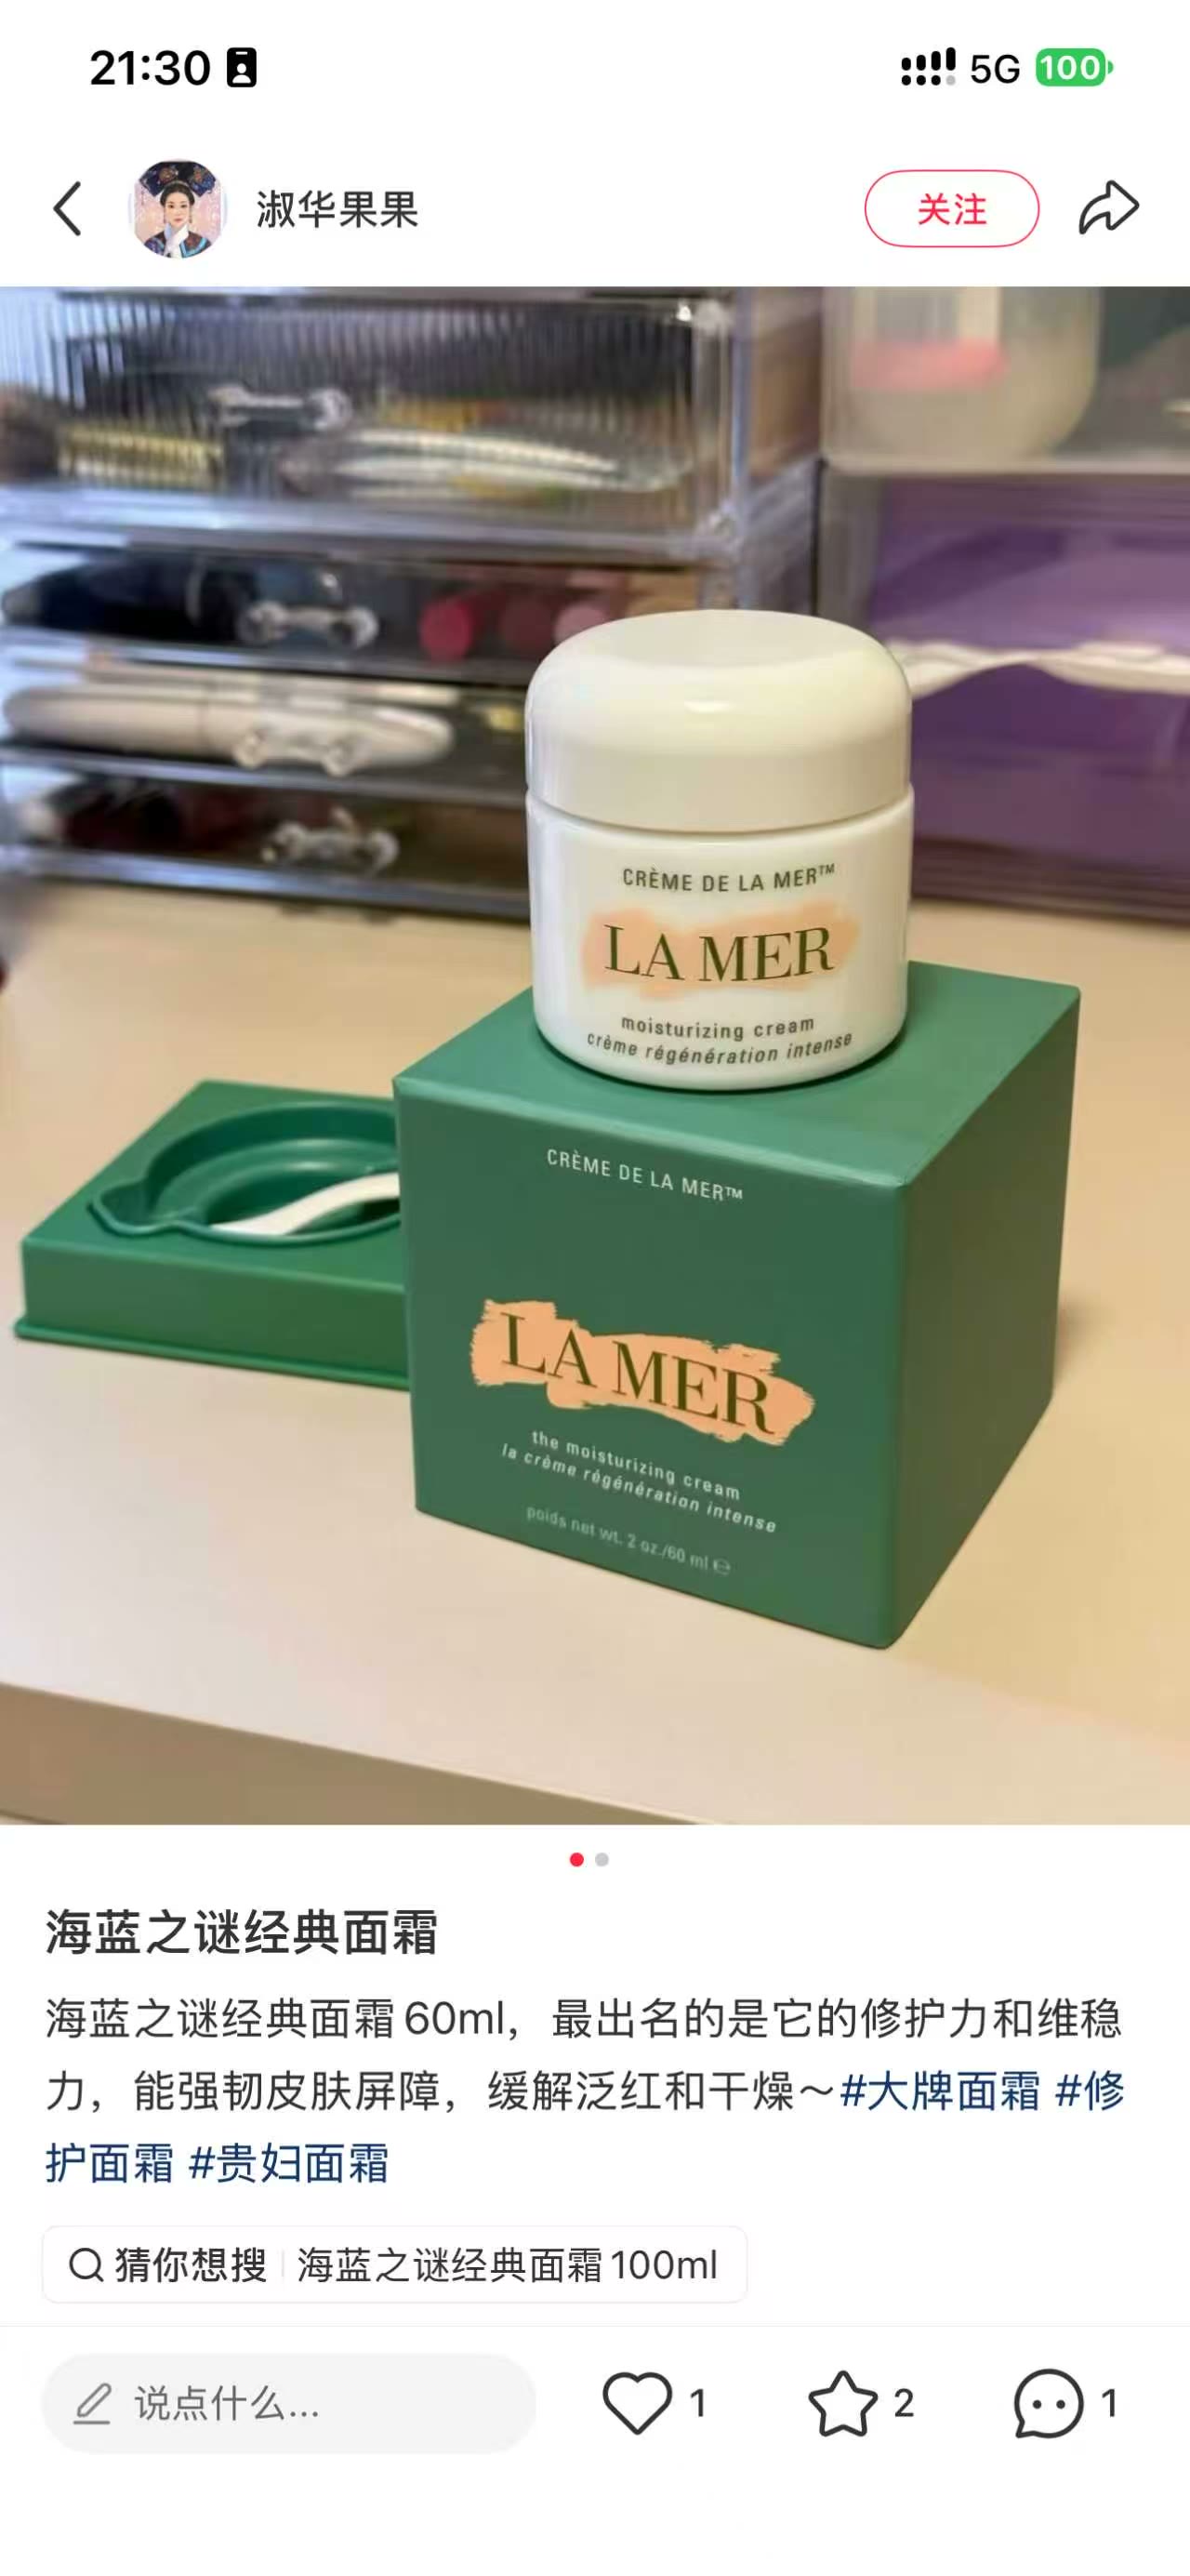 21:30
5G 100
淑华果果
关注
CRÈME DE LA MER™
LA MER
moisturizing cream
crème régénération intense
CRÈME DE LA MER™
LA MER
the moisturizing cream
la crème régénération intense
poids net wt. 2 oz./60 ml ℮
海蓝之谜经典面霜
海蓝之谜经典面霜60ml，最出名的是它的修护力和维稳
力，能强韧皮肤屏障，缓解泛红和干燥～#大牌面霜 #修
护面霜 #贵妇面霜
猜你想搜 海蓝之谜经典面霜100ml
说点什么... 1 2 1